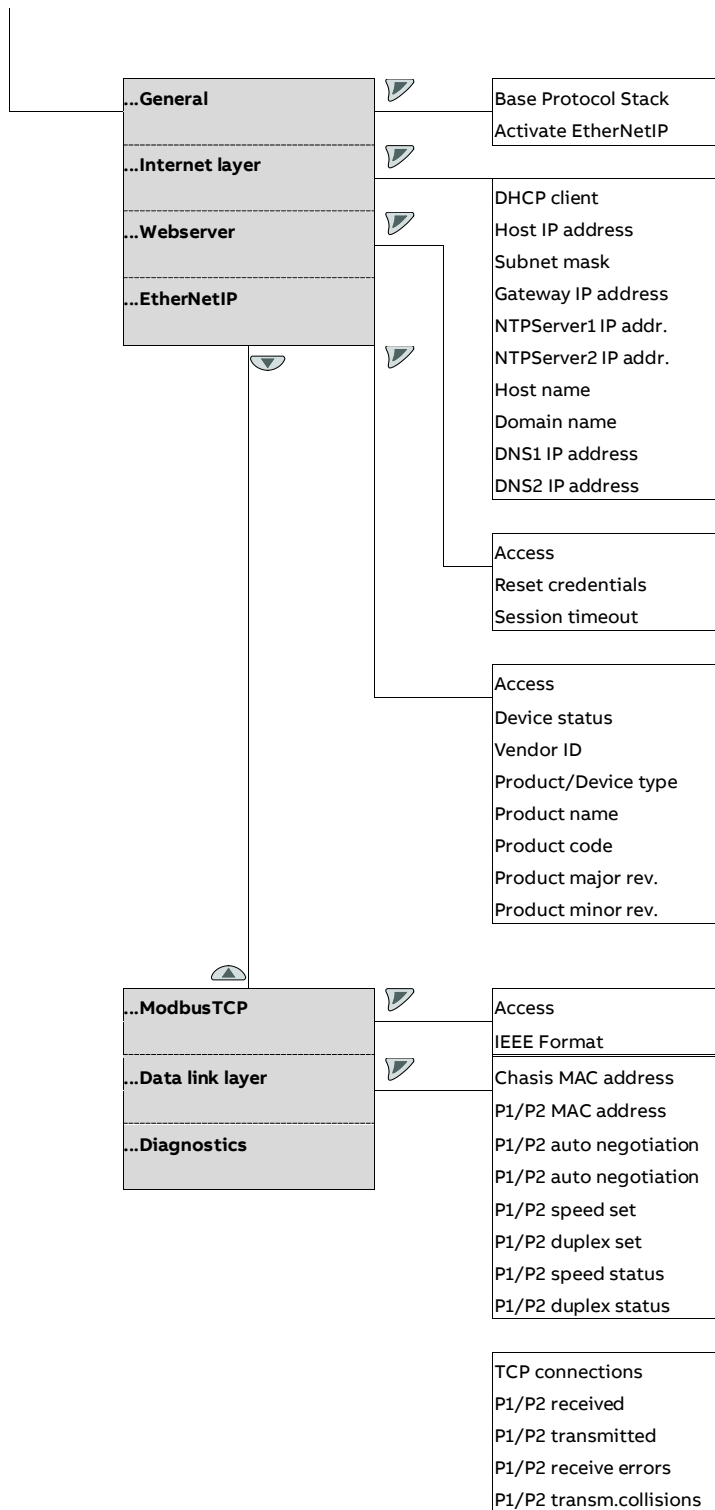 ...General
Base Protocol Stack
Activate EtherNetIP
...Internet layer
DHCP client
Host IP address
Subnet mask
Gateway IP address
NTPServer1 IP addr.
NTPServer2 IP addr.
Host name
Domain name
DNS1 IP address
DNS2 IP address
...Webserver
Access
Reset credentials
Session timeout
...EtherNetIP
Access
Device status
Vendor ID
Product/Device type
Product name
Product code
Product major rev.
Product minor rev.
...ModbusTCP
Access
IEEE Format
...Data link layer
Chasis MAC address
P1/P2 MAC address
P1/P2 auto negotiation
P1/P2 auto negotiation
P1/P2 speed set
P1/P2 duplex set
P1/P2 speed status
P1/P2 duplex status
...Diagnostics
TCP connections
P1/P2 received
P1/P2 transmitted
P1/P2 receive errors
P1/P2 transm.collisions